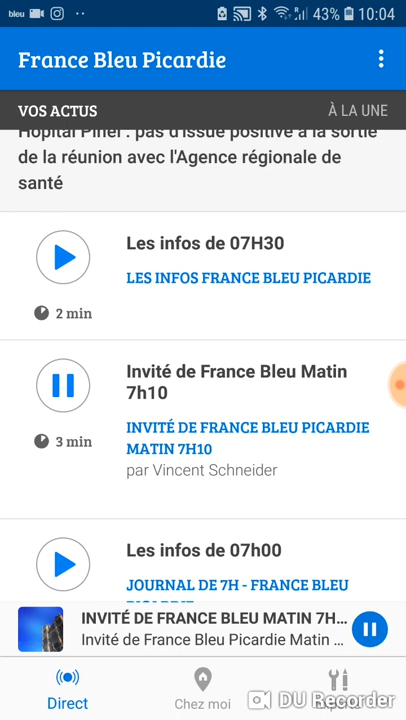 bleu 43% 10:04
France Bleu Picardie
VOS ACTUS À LA UNE
Hôpital Pinel : pas d'issue positive à la sortie
de la réunion avec l'Agence régionale de
santé
Les infos de 07H30
LES INFOS FRANCE BLEU PICARDIE
2 min
Invité de France Bleu Matin
7h10
INVITÉ DE FRANCE BLEU PICARDIE
MATIN 7H10
3 min
par Vincent Schneider
Les infos de 07h00
JOURNAL DE 7H - FRANCE BLEU
PICARDIE
INVITÉ DE FRANCE BLEU MATIN 7H...
Invité de France Bleu Picardie Matin ...
Direct Chez moi
DU Recorder